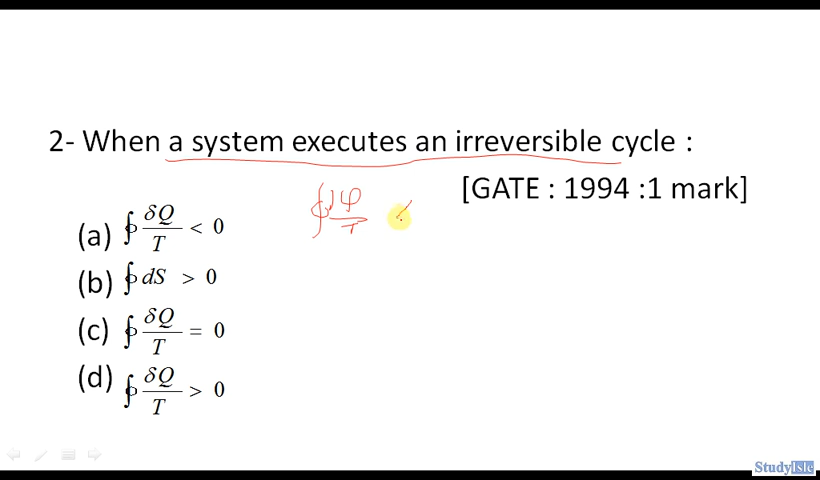 2- When a system executes an irreversible cycle :
[GATE : 1994 :1 mark]
∮ dφ/T <
(a) ∮ δQ/T < 0
(b) ∮ dS > 0
(c) ∮ δQ/T = 0
(d) ∮ δQ/T > 0
StudyIsle